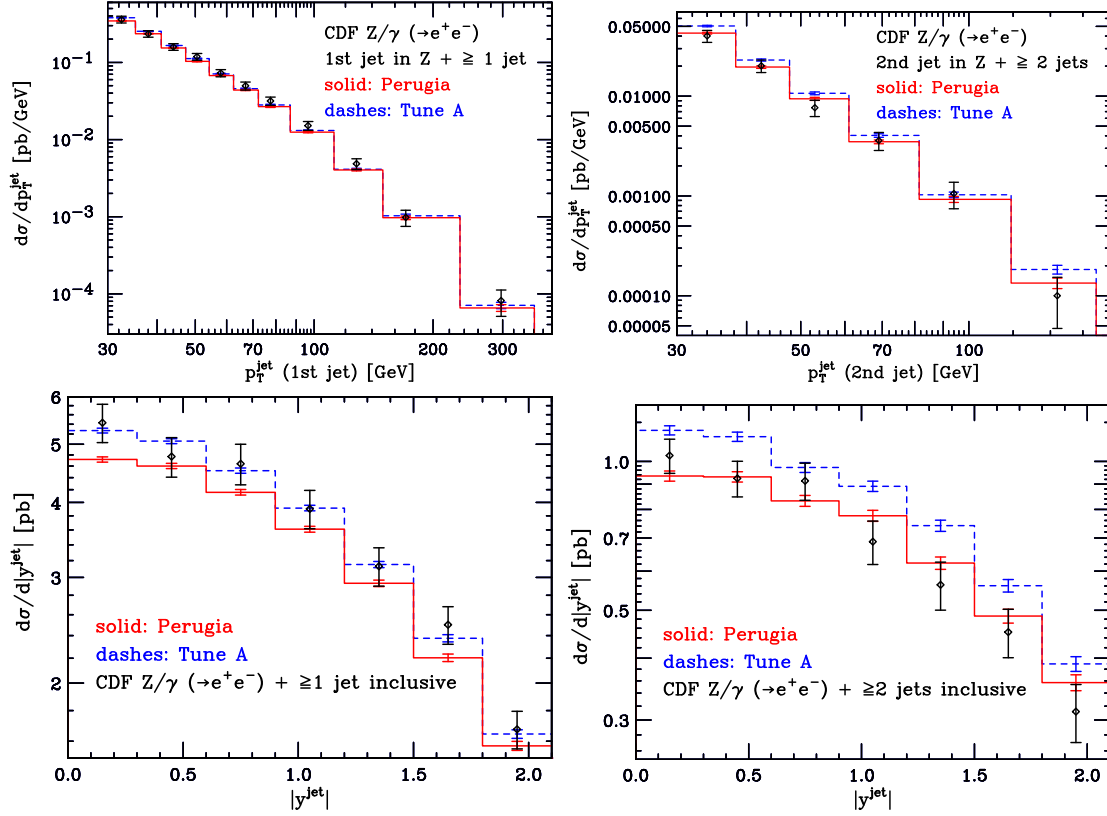 CDF Z/γ (→e⁺e⁻)
1st jet in Z + ≧ 1 jet
solid: Perugia
dashes: Tune A
dσ/dp_T^jet [pb/GeV]
10⁻¹
10⁻²
10⁻³
10⁻⁴
30 50 70 100 200 300
p_T^jet (1st jet) [GeV]
CDF Z/γ (→e⁺e⁻)
2nd jet in Z + ≧ 2 jets
solid: Perugia
dashes: Tune A
dσ/dp_T^jet [pb/GeV]
0.05000
0.01000
0.00500
0.00100
0.00050
0.00010
0.00005
30 50 70 100
p_T^jet (2nd jet) [GeV]
dσ/d|y^jet| [pb]
6
5
4
3
2
solid: Perugia
dashes: Tune A
CDF Z/γ (→e⁺e⁻) + ≧1 jet inclusive
0.0 0.5 1.0 1.5 2.0
|y^jet|
dσ/d|y^jet| [pb]
1.0
0.7
0.5
0.3
solid: Perugia
dashes: Tune A
CDF Z/γ (→e⁺e⁻) + ≧2 jets inclusive
0.0 0.5 1.0 1.5 2.0
|y^jet|